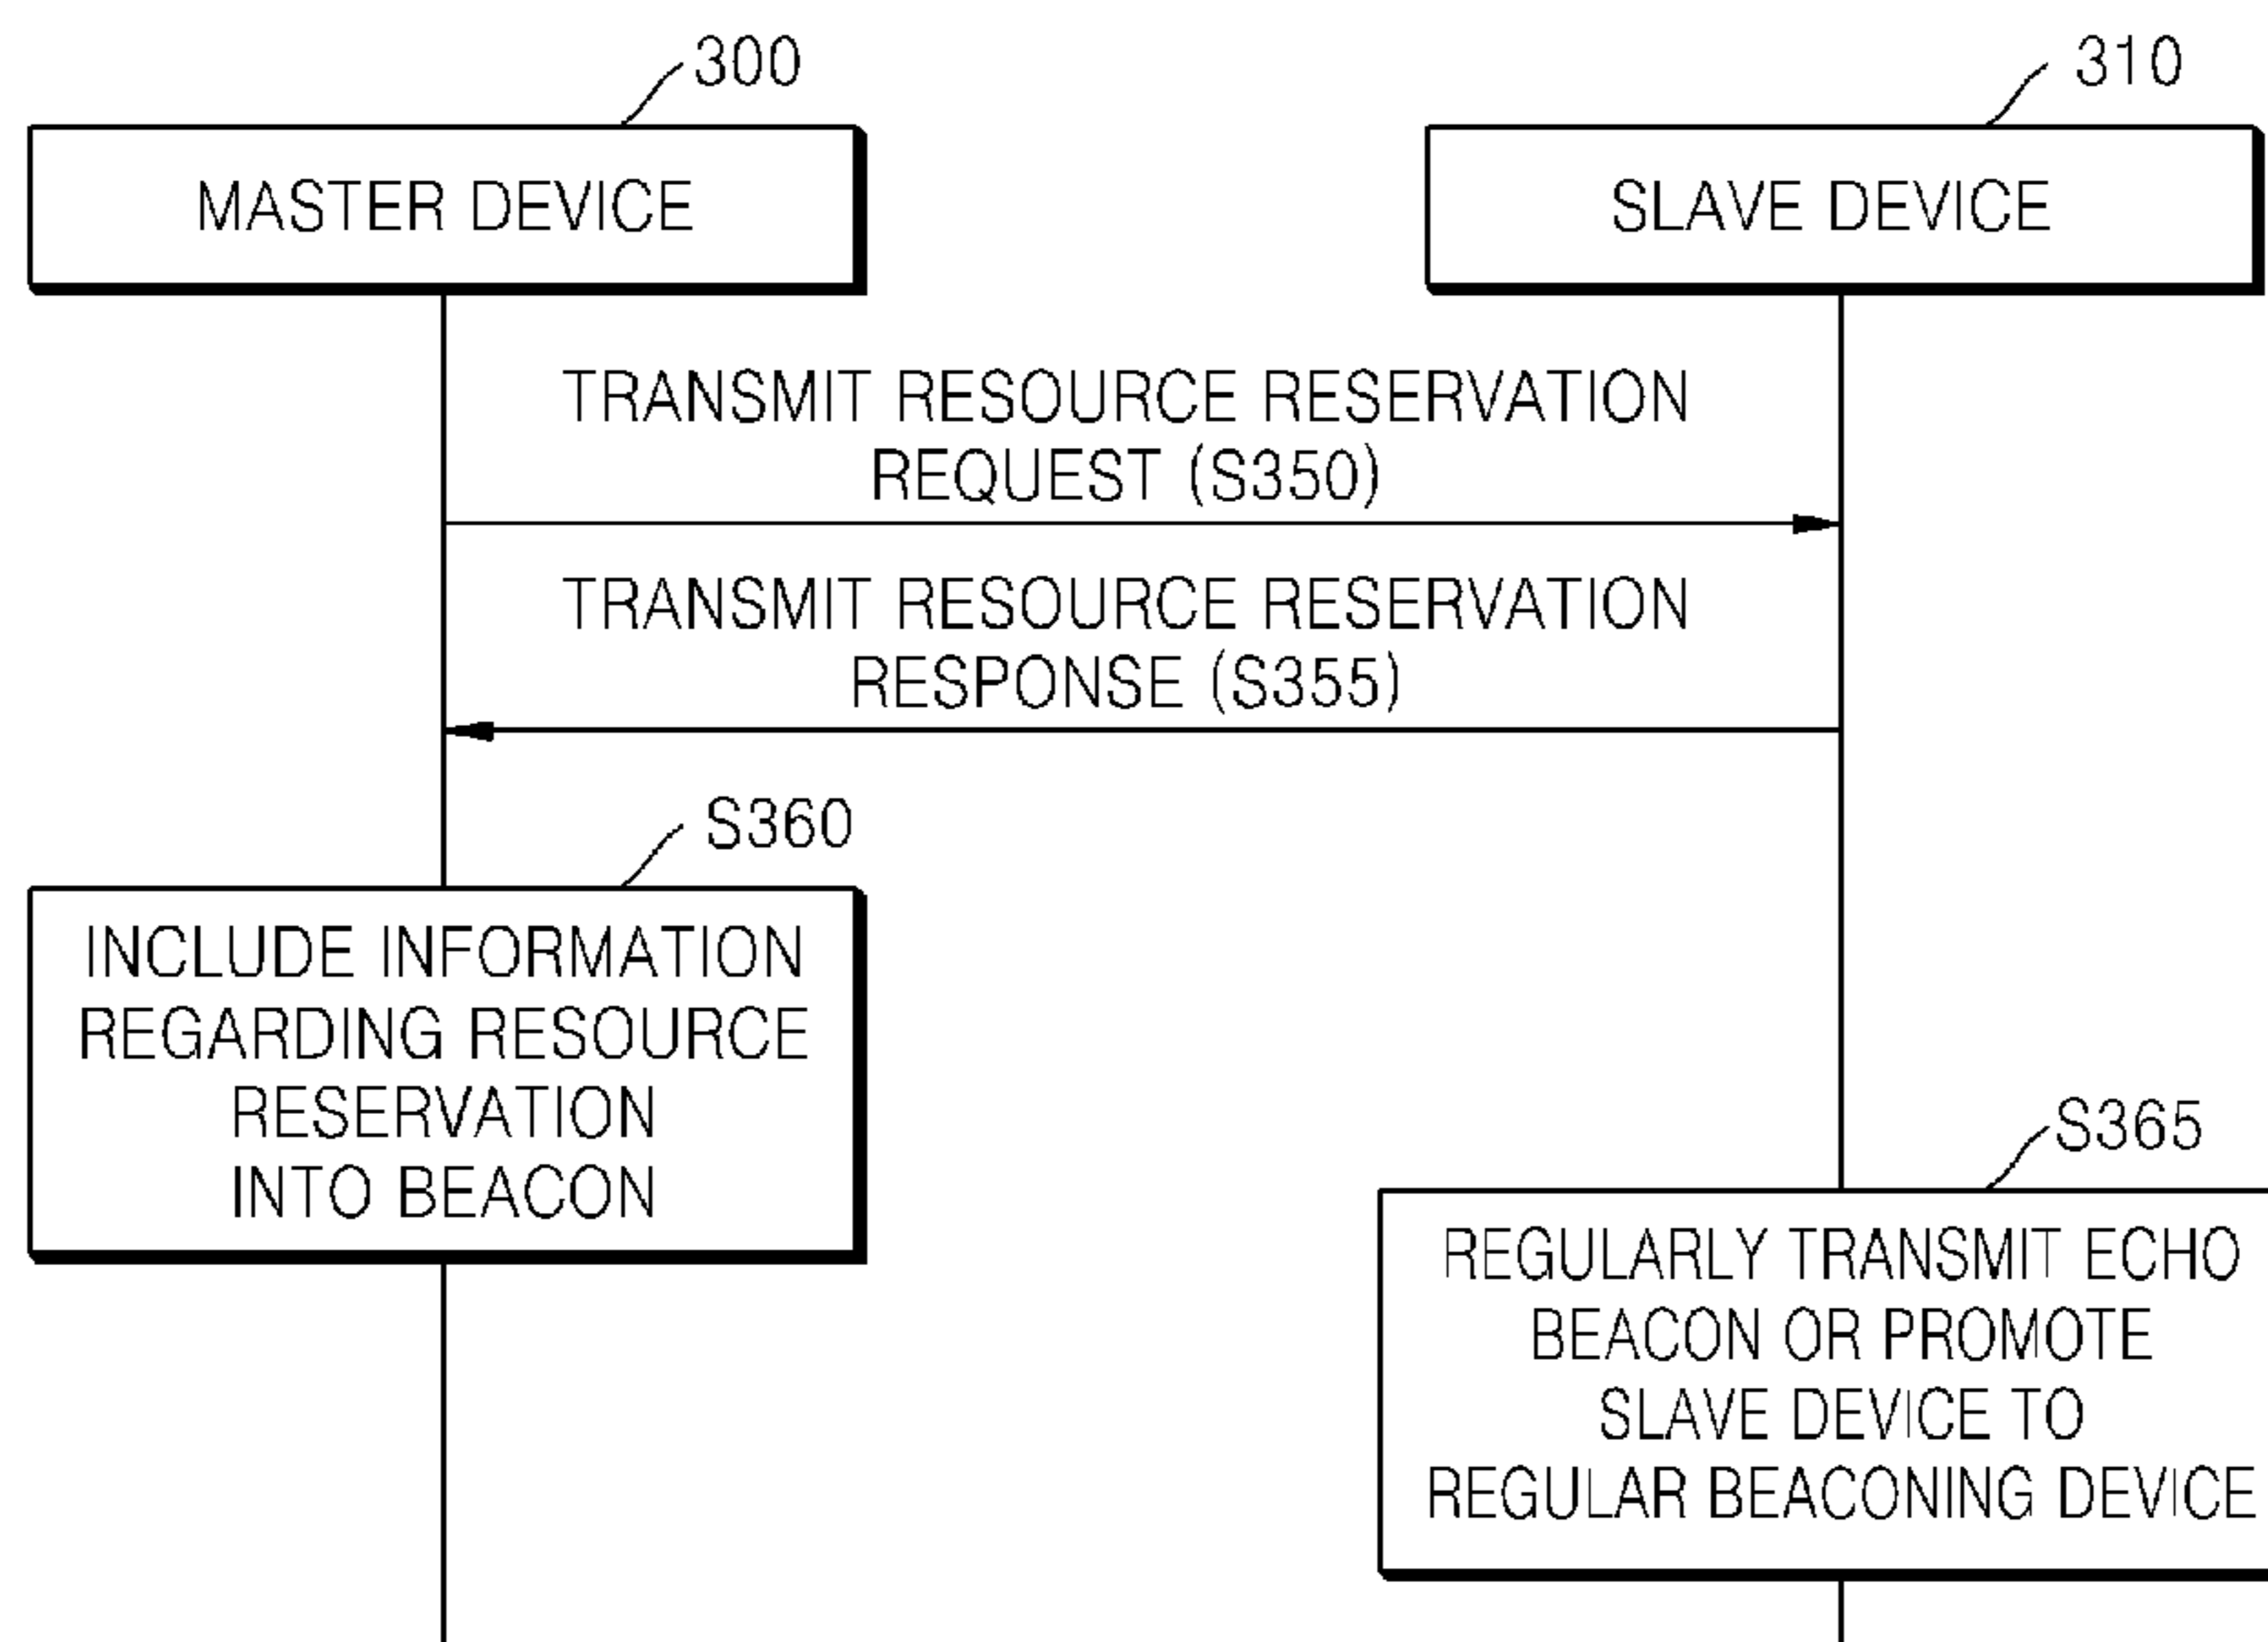 300
310
MASTER DEVICE
SLAVE DEVICE
TRANSMIT RESOURCE RESERVATION
REQUEST (S350)
TRANSMIT RESOURCE RESERVATION
RESPONSE (S355)
S360
INCLUDE INFORMATION
REGARDING RESOURCE
RESERVATION
INTO BEACON
S365
REGULARLY TRANSMIT ECHO
BEACON OR PROMOTE
SLAVE DEVICE TO
REGULAR BEACONING DEVICE